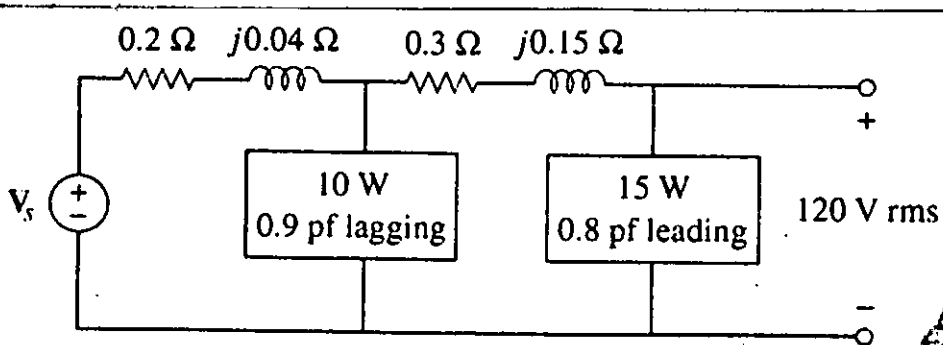 0.2 Ω
j0.04 Ω
0.3 Ω
j0.15 Ω
+
−
V_s
10 W
0.9 pf lagging
15 W
0.8 pf leading
+
120 V rms
−